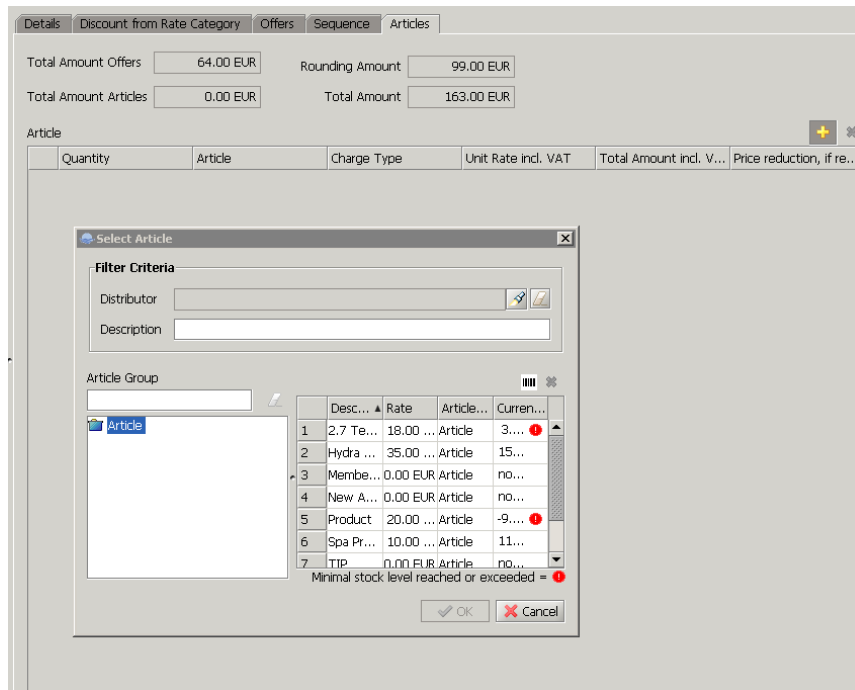 Details Discount from Rate Category Offers Sequence Articles
Total Amount Offers 64.00 EUR Rounding Amount 99.00 EUR
Total Amount Articles 0.00 EUR Total Amount 163.00 EUR
Article
Quantity Article Charge Type Unit Rate incl. VAT Total Amount incl. V... Price reduction, if re...
Select Article
Filter Criteria
Distributor
Description
Article Group
Desc... Rate Article... Curren...
Article
1 2.7 Te... 18.00 ... Article 3....
2 Hydra ... 35.00 ... Article 15...
3 Membe... 0.00 EUR Article no...
4 New A... 0.00 EUR Article no...
5 Product 20.00 ... Article -9....
6 Spa Pr... 10.00 ... Article 11...
7 TIP 0.00 EUR Article no...
Minimal stock level reached or exceeded =
OK Cancel